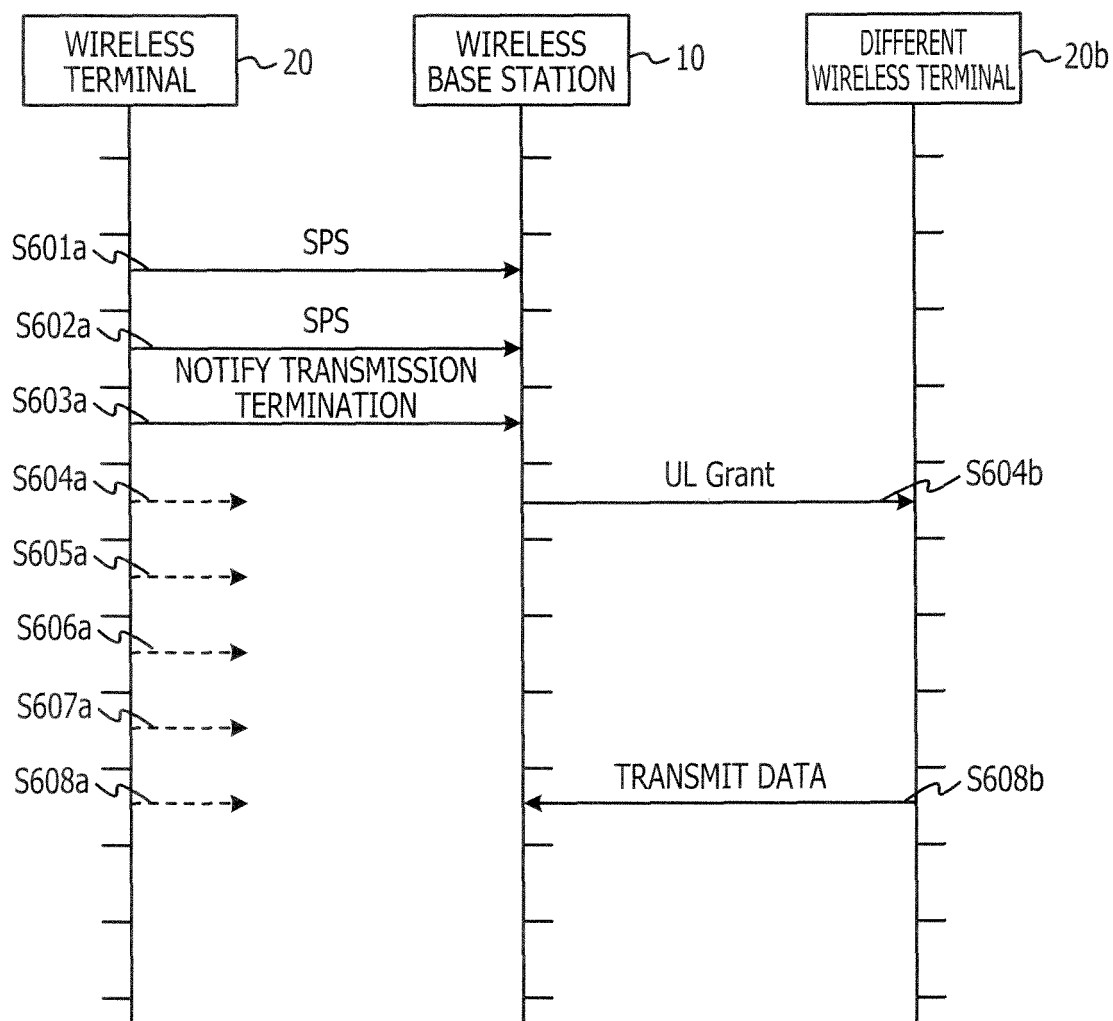 WIRELESS
TERMINAL
20
WIRELESS
BASE STATION
10
DIFFERENT
WIRELESS TERMINAL
20b
S601a
SPS
S602a
SPS
S603a
NOTIFY TRANSMISSION
TERMINATION
S604a
UL Grant
S604b
S605a
S606a
S607a
S608a
TRANSMIT DATA
S608b